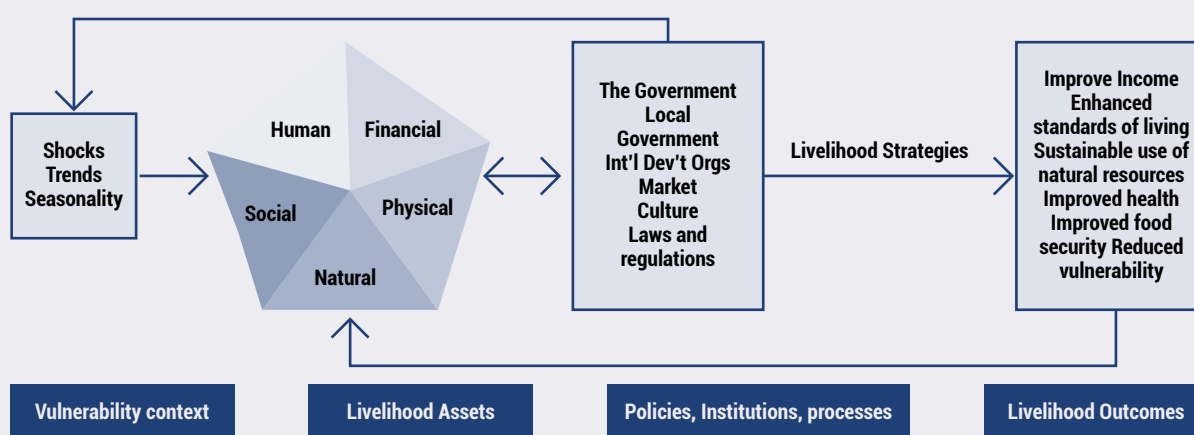 Shocks
Trends
Seasonality
Human
Financial
Social
Physical
Natural
The Government
Local
Government
Int'l Dev't Orgs
Market
Culture
Laws and
regulations
Livelihood Strategies
Improve Income
Enhanced
standards of living
Sustainable use of
natural resources
Improved health
Improved food
security Reduced
vulnerability
Vulnerability context
Livelihood Assets
Policies, Institutions, processes
Livelihood Outcomes